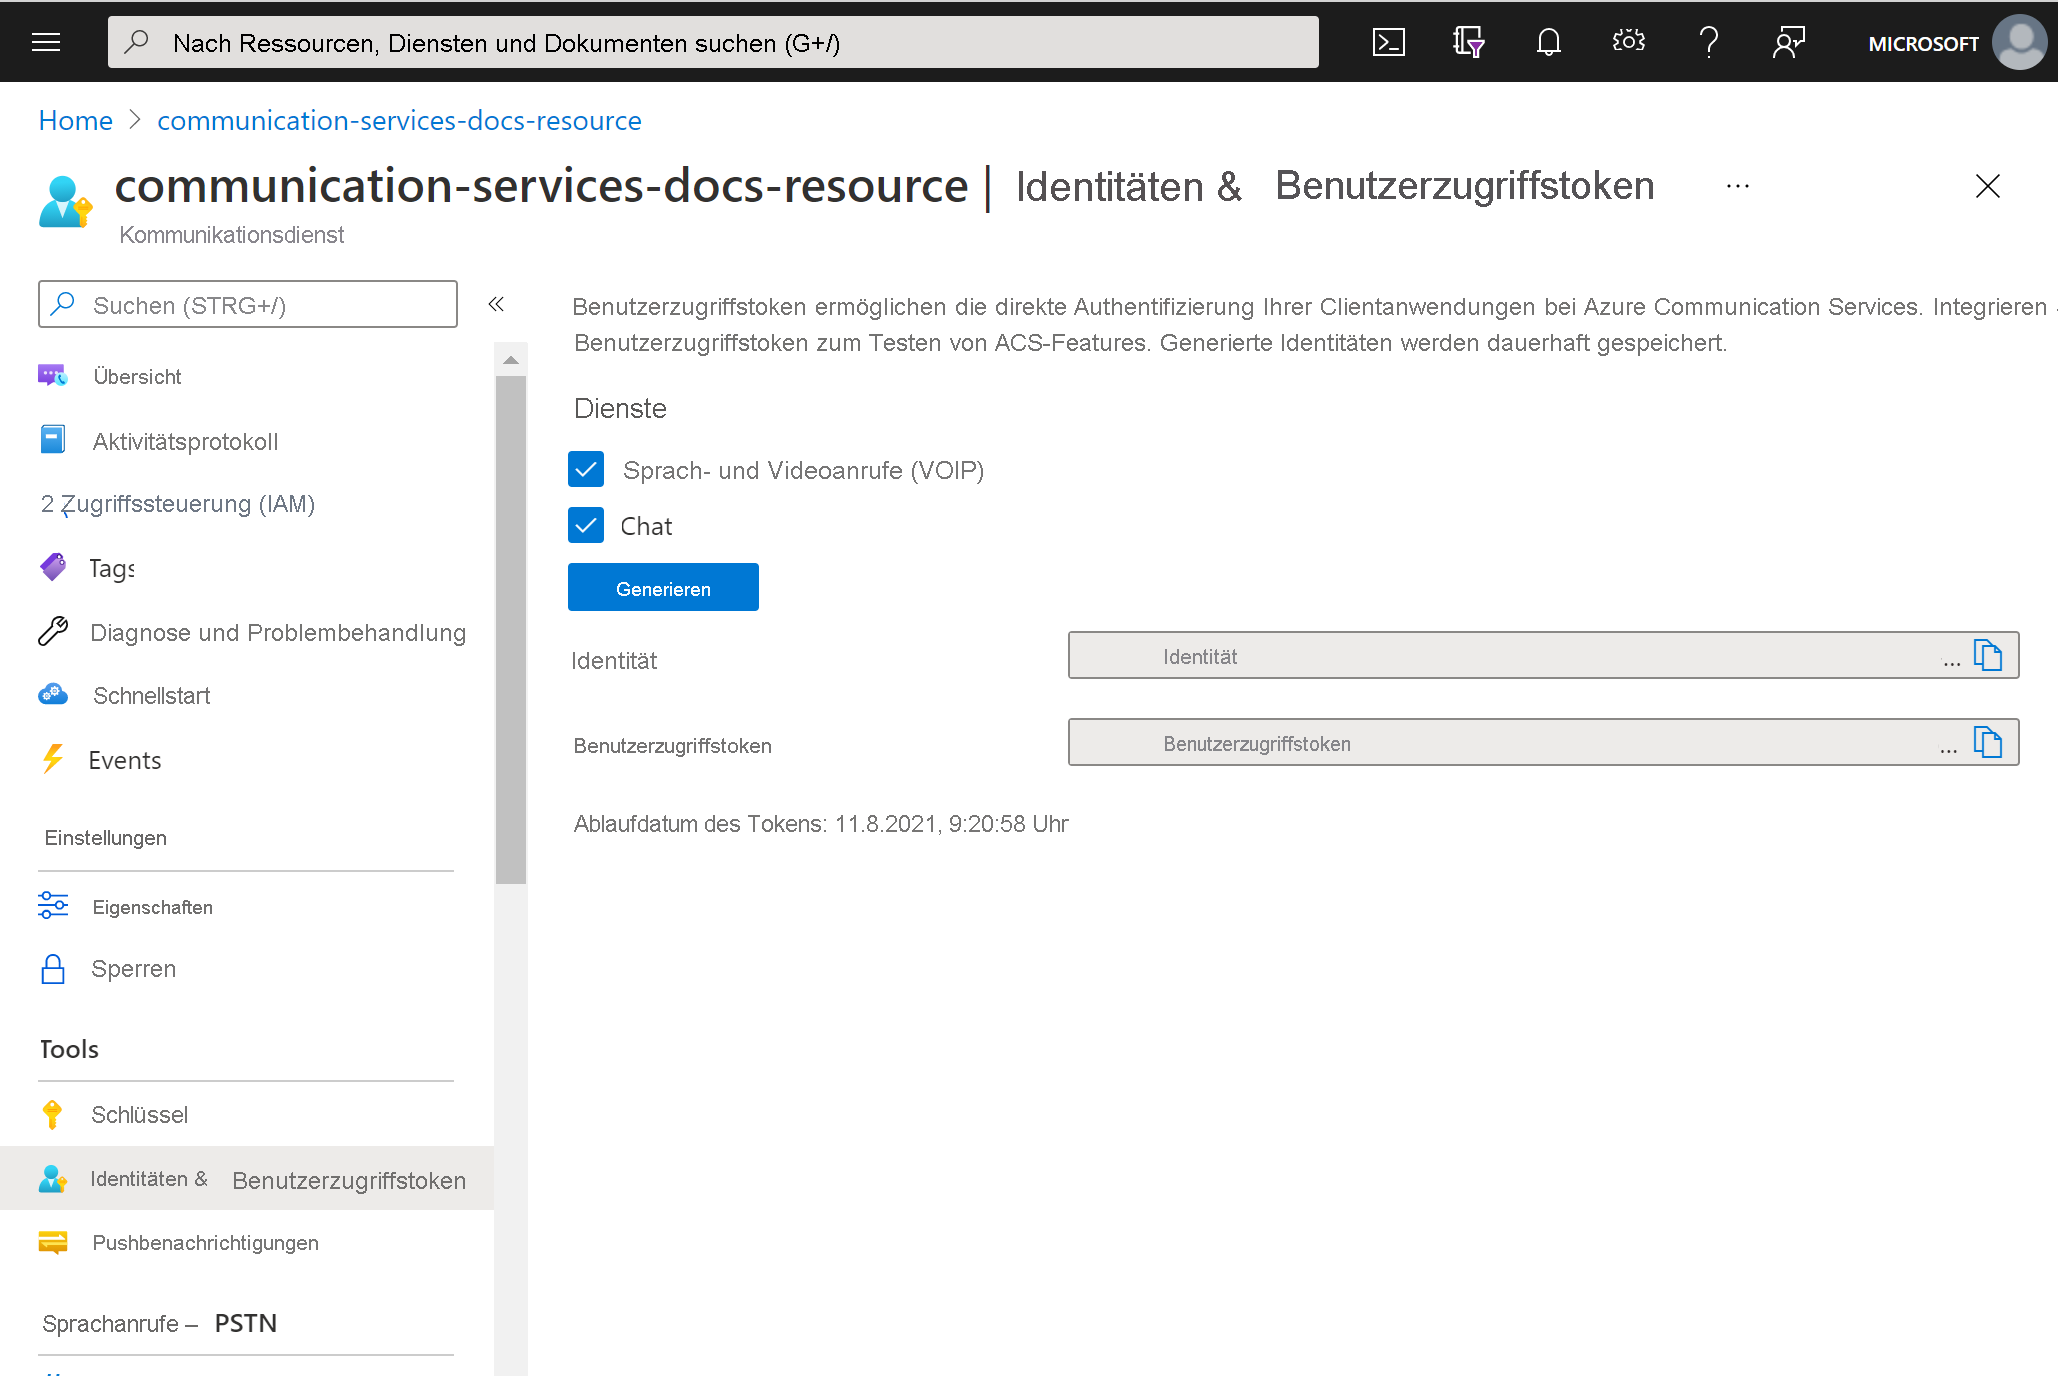 Nach Ressourcen, Diensten und Dokumenten suchen (G+/)
MICROSOFT
Home > communication-services-docs-resource
communication-services-docs-resource | Identitäten & Benutzerzugriffstoken ...
Kommunikationsdienst
Suchen (STRG+/)
Übersicht
Aktivitätsprotokoll
2 Zugriffssteuerung (IAM)
Tags
Diagnose und Problembehandlung
Schnellstart
Events
Einstellungen
Eigenschaften
Sperren
Tools
Schlüssel
Identitäten & Benutzerzugriffstoken
Pushbenachrichtigungen
Sprachanrufe – PSTN
Benutzerzugriffstoken ermöglichen die direkte Authentifizierung Ihrer Clientanwendungen bei Azure Communication Services. Integrieren
Benutzerzugriffstoken zum Testen von ACS-Features. Generierte Identitäten werden dauerhaft gespeichert.
Dienste
Sprach- und Videoanrufe (VOIP)
Chat
Generieren
Identität
Identität ...
Benutzerzugriffstoken
Benutzerzugriffstoken ...
Ablaufdatum des Tokens: 11.8.2021, 9:20:58 Uhr